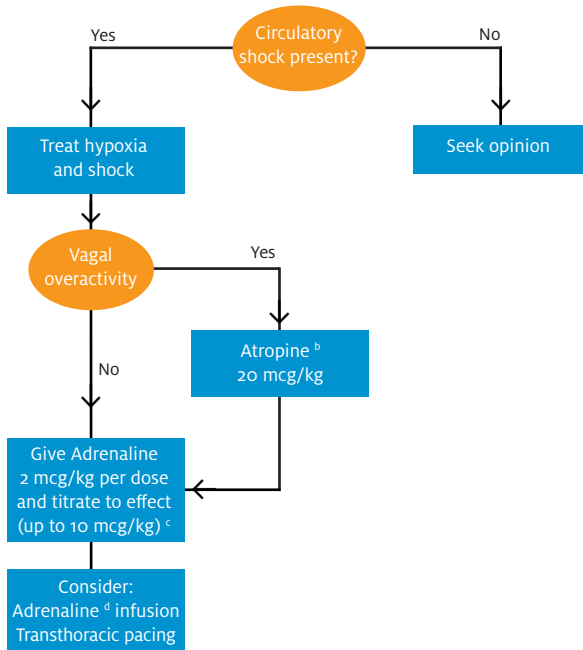 Circulatory
shock present?
Yes
No
Treat hypoxia
and shock
Seek opinion
Vagal
overactivity
Yes
Atropine b
20 mcg/kg
No
Give Adrenaline
2 mcg/kg per dose
and titrate to effect
(up to 10 mcg/kg) c
Consider:
Adrenaline d infusion
Transthoracic pacing